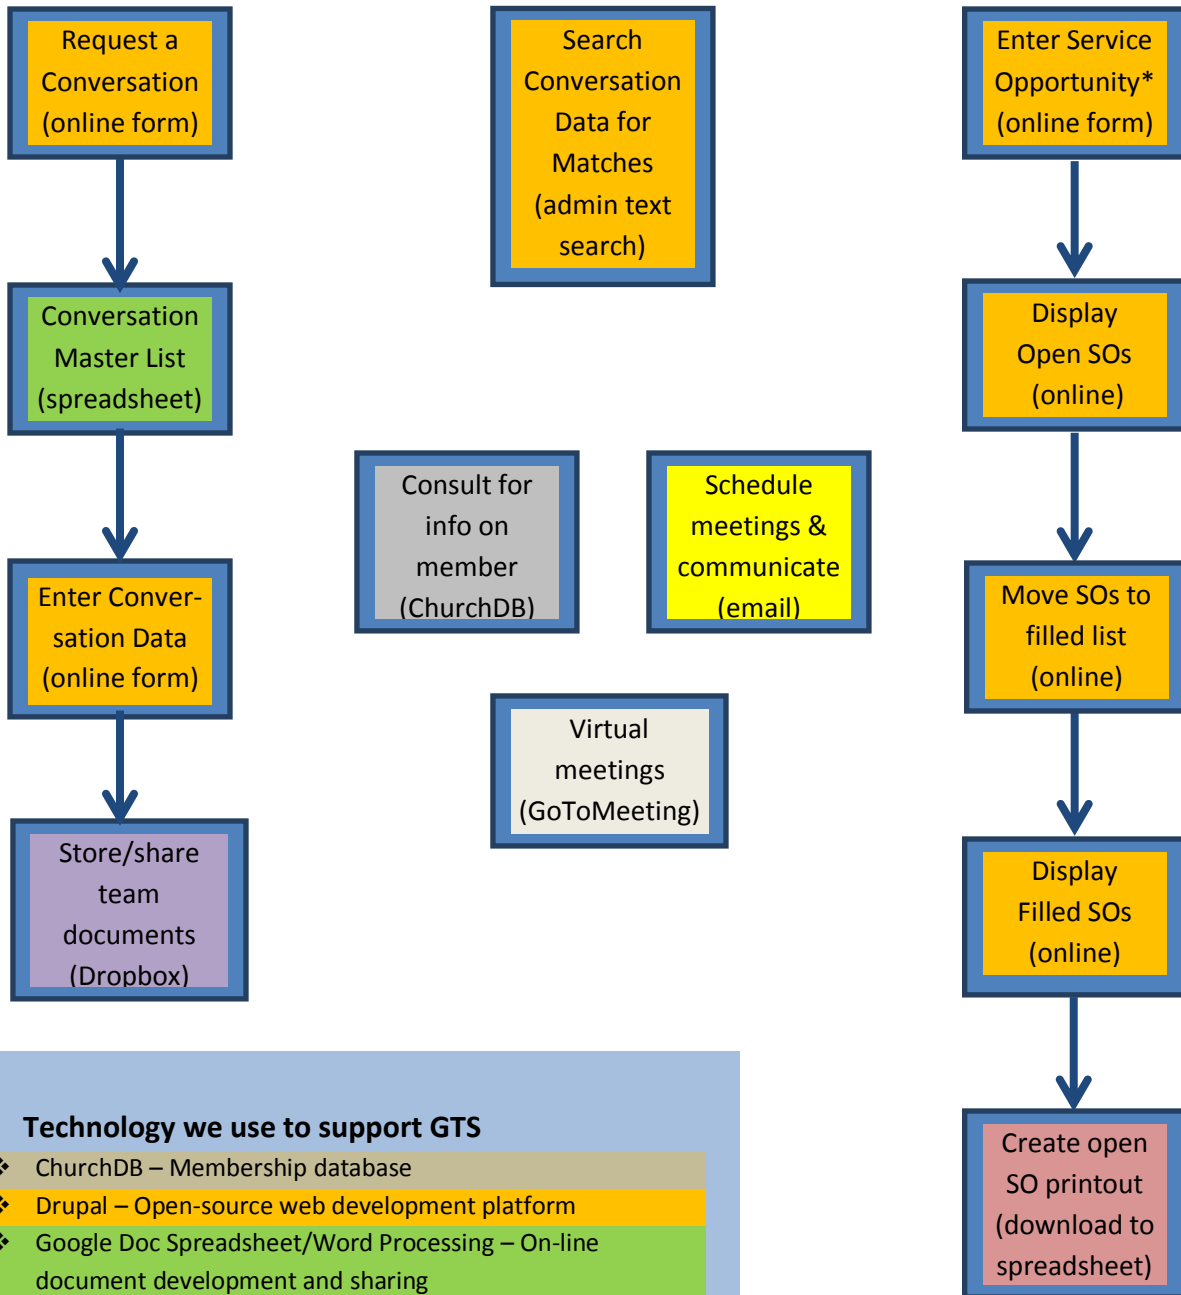 Request a
Conversation
(online form)
Search
Conversation
Data for
Matches
(admin text
search)
Enter Service
Opportunity*
(online form)
Conversation
Master List
(spreadsheet)
Display
Open SOs
(online)
Consult for
info on
member
(ChurchDB)
Schedule
meetings &
communicate
(email)
Enter Conver-
sation Data
(online form)
Move SOs to
filled list
(online)
Virtual
meetings
(GoToMeeting)
Store/share
team
documents
(Dropbox)
Display
Filled SOs
(online)
Technology we use to support GTS
❖ ChurchDB – Membership database
❖ Drupal – Open-source web development platform
❖ Google Doc Spreadsheet/Word Processing – On-line
document development and sharing
Create open
SO printout
(download to
spreadsheet)